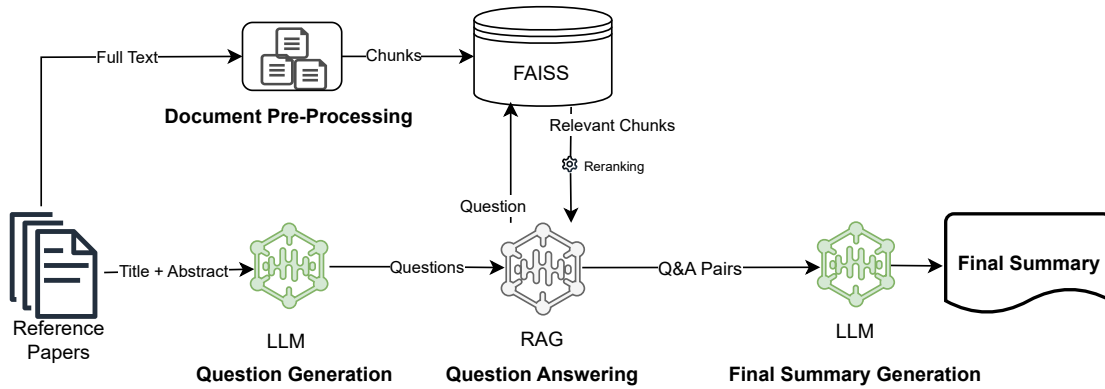 Full Text
Chunks
FAISS
Document Pre-Processing
Relevant Chunks
Reranking
Question
Title + Abstract
Questions
Q&A Pairs
Final Summary
Reference
Papers
LLM
RAG
LLM
Question Generation
Question Answering
Final Summary Generation